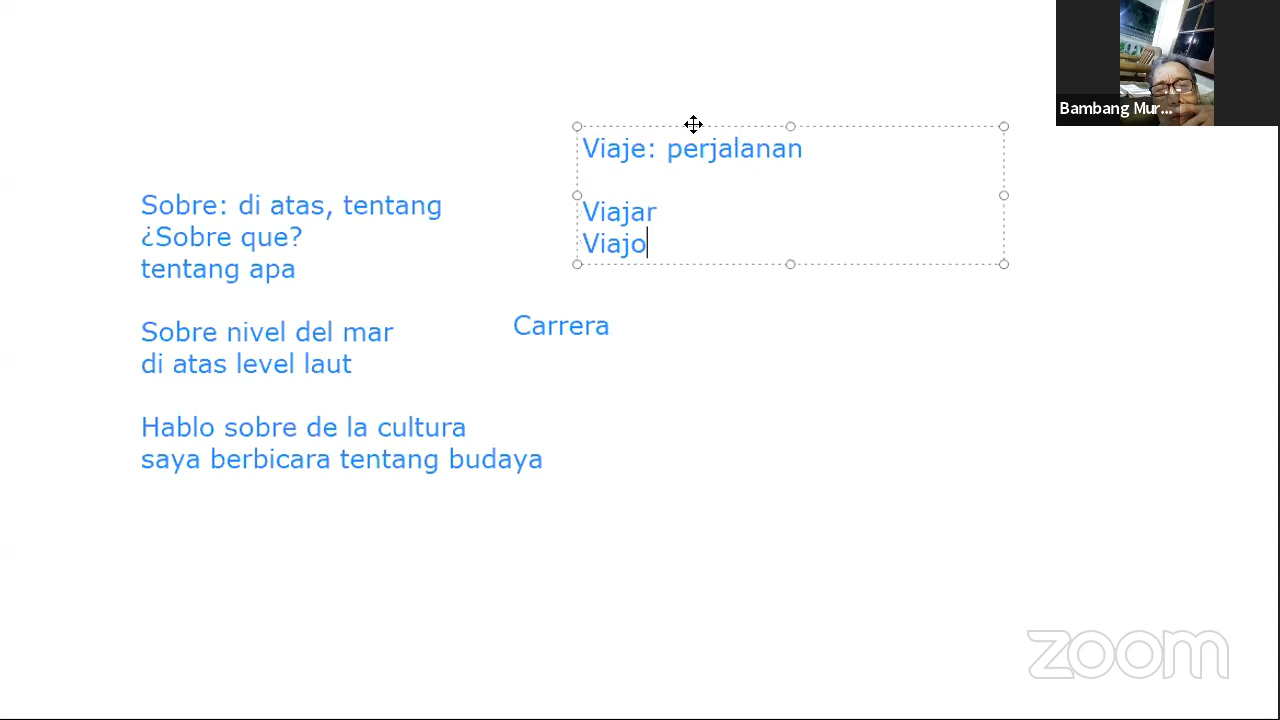 Bambang Mur...
Viaje: perjalanan
Viajar
Viajo
Sobre: di atas, tentang
¿Sobre que?
tentang apa
Sobre nivel del mar
di atas level laut
Carrera
Hablo sobre de la cultura
saya berbicara tentang budaya
zoom